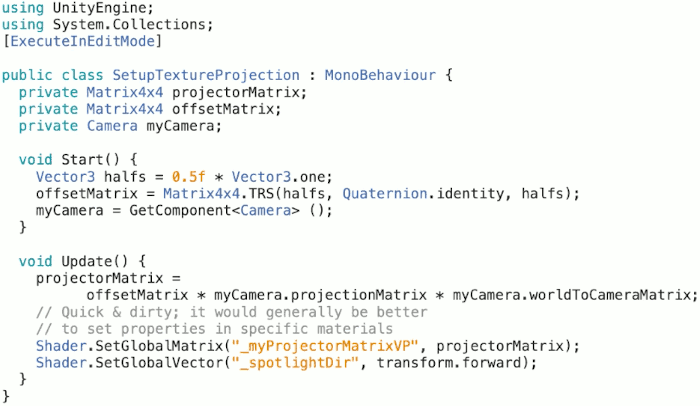 using UnityEngine;
using System.Collections;
[ExecuteInEditMode]

public class SetupTextureProjection : MonoBehaviour {
  private Matrix4x4 projectorMatrix;
  private Matrix4x4 offsetMatrix;
  private Camera myCamera;

  void Start() {
    Vector3 halfs = 0.5f * Vector3.one;
    offsetMatrix = Matrix4x4.TRS(halfs, Quaternion.identity, halfs);
    myCamera = GetComponent<Camera> ();
  }

  void Update() {
    projectorMatrix =
          offsetMatrix * myCamera.projectionMatrix * myCamera.worldToCameraMatrix;
    // Quick & dirty; it would generally be better
    // to set properties in specific materials
    Shader.SetGlobalMatrix("_myProjectorMatrixVP", projectorMatrix);
    Shader.SetGlobalVector("_spotlightDir", transform.forward);
  }
}